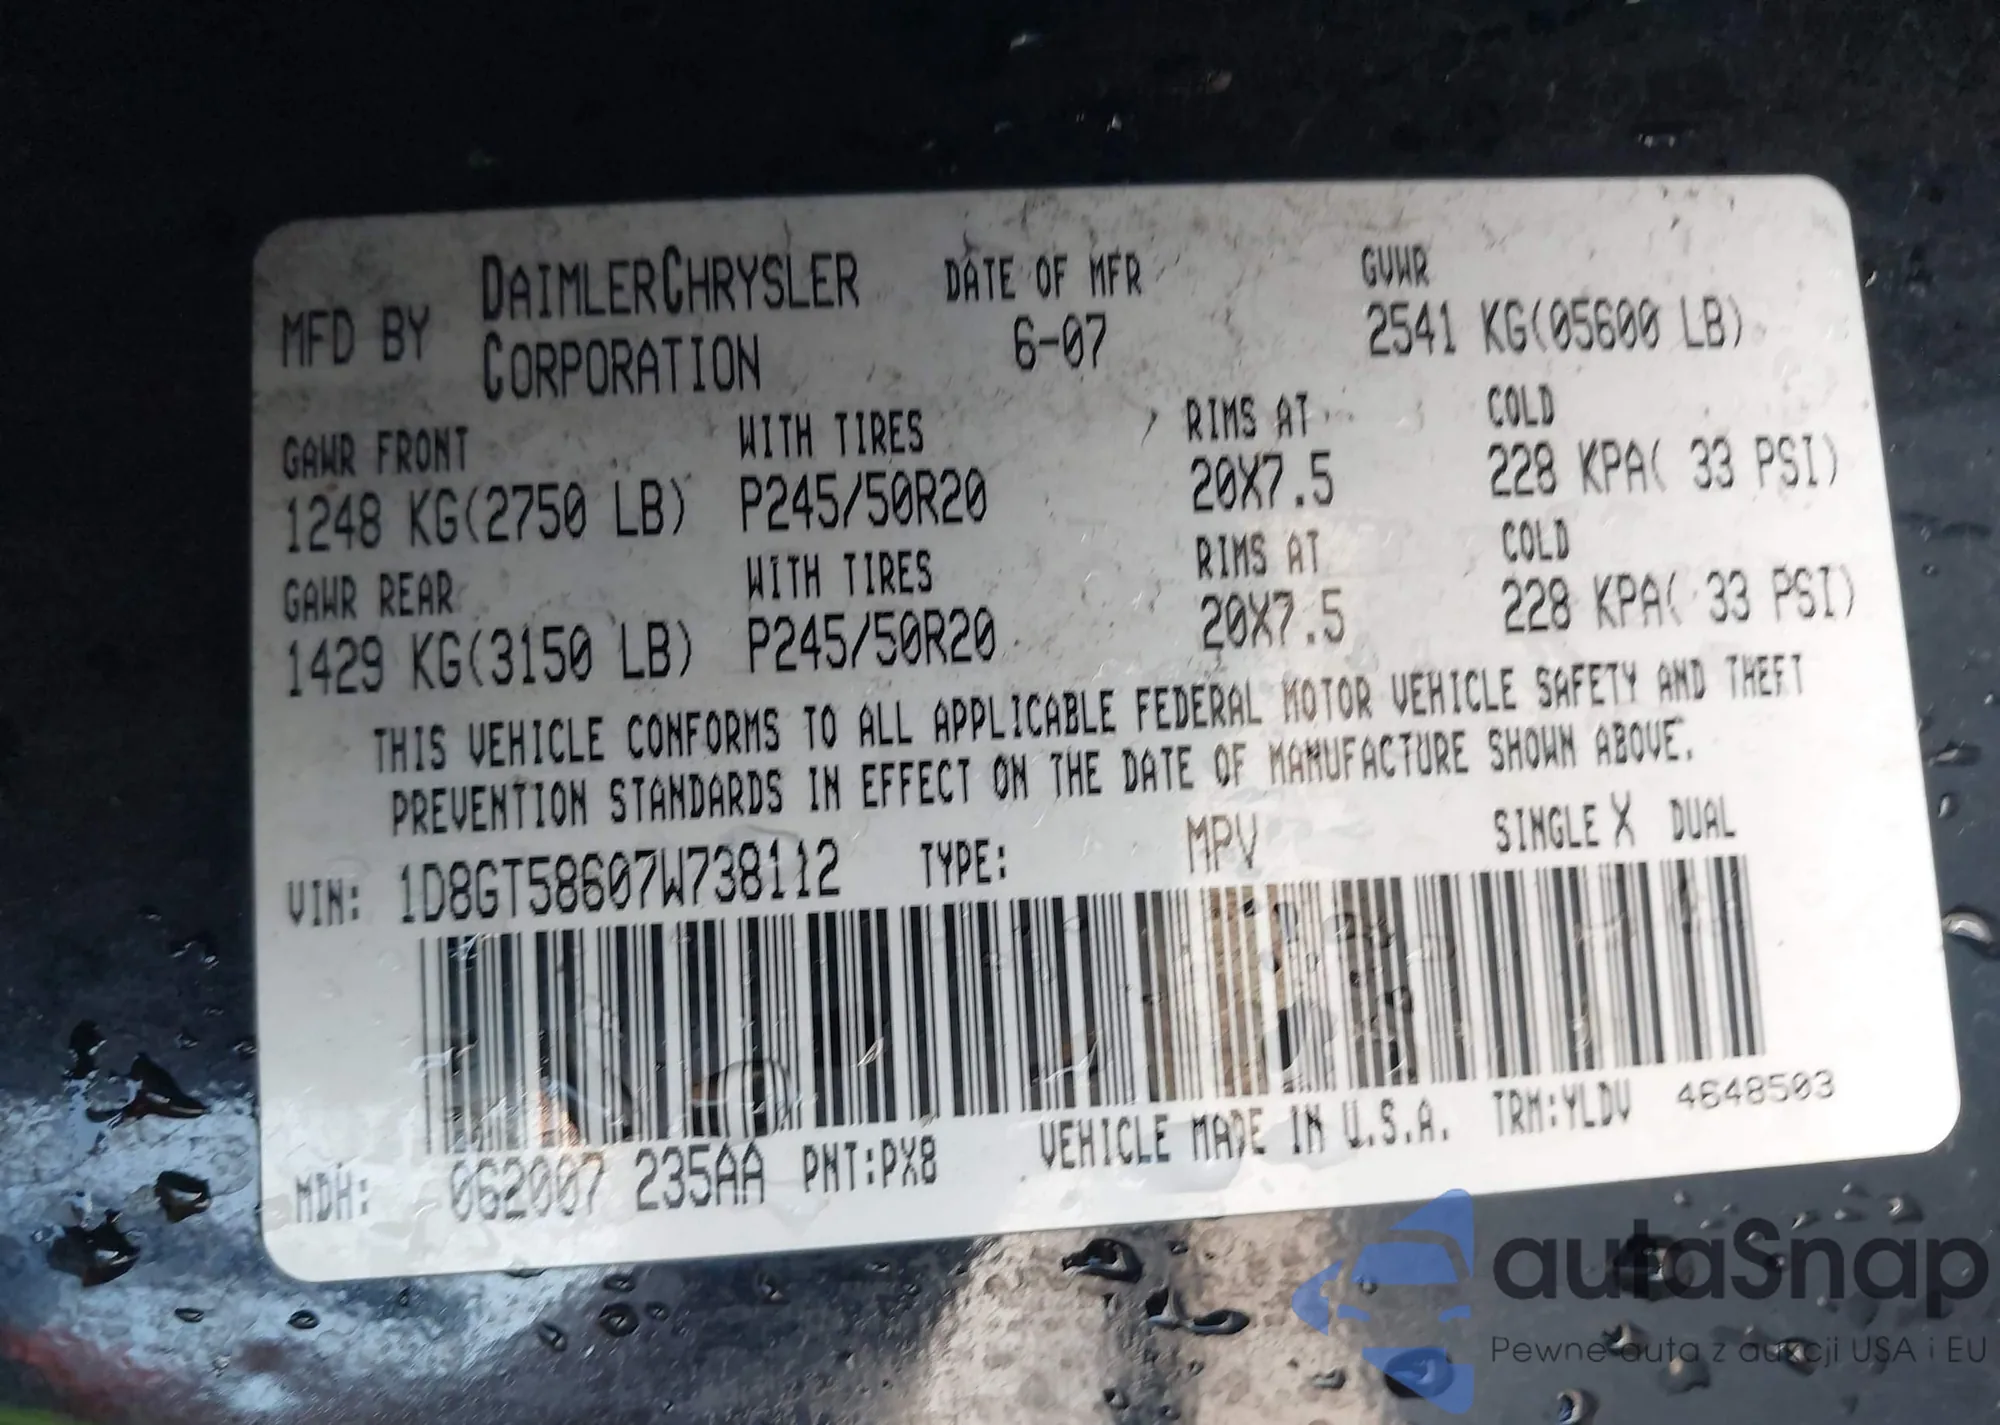 MFD BY DAIMLERCHRYSLER CORPORATION
DATE OF MFR
6-07
GVWR
2541 KG(05600 LB)
GAWR FRONT WITH TIRES RIMS AT COLD
1248 KG(2750 LB) P245/50R20 20X7.5 228 KPA( 33 PSI)
GAWR REAR WITH TIRES RIMS AT COLD
1429 KG(3150 LB) P245/50R20 20X7.5 228 KPA( 33 PSI)
THIS VEHICLE CONFORMS TO ALL APPLICABLE FEDERAL MOTOR VEHICLE SAFETY AND THEFT
PREVENTION STANDARDS IN EFFECT ON THE DATE OF MANUFACTURE SHOWN ABOVE.
VIN: 1D8GT58607W738112 TYPE: MPV SINGLE X DUAL
MDH: 062007 235AA PNT:PX8 VEHICLE MADE IN U.S.A. TRM:YLDV 4648503
autaSnap
Pewne auta z aukcji USA i EU